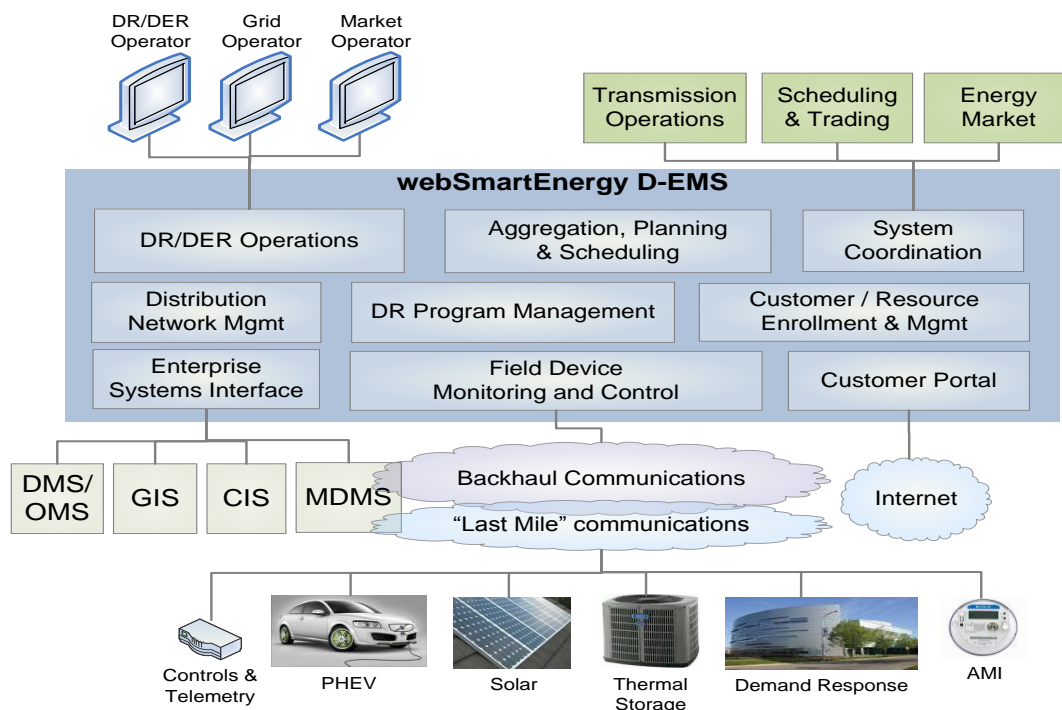 DR/DER
Operator
Grid
Operator
Market
Operator
Transmission
Operations
Scheduling
& Trading
Energy
Market
webSmartEnergy D-EMS
DR/DER Operations
Aggregation, Planning
& Scheduling
System
Coordination
Distribution
Network Mgmt
DR Program Management
Customer / Resource
Enrollment & Mgmt
Enterprise
Systems Interface
Field Device
Monitoring and Control
Customer Portal
DMS/
OMS
GIS
CIS
MDMS
Backhaul Communications
Internet
“Last Mile” communications
Controls &
Telemetry
PHEV
Solar
Thermal
Storage
Demand Response
AMI